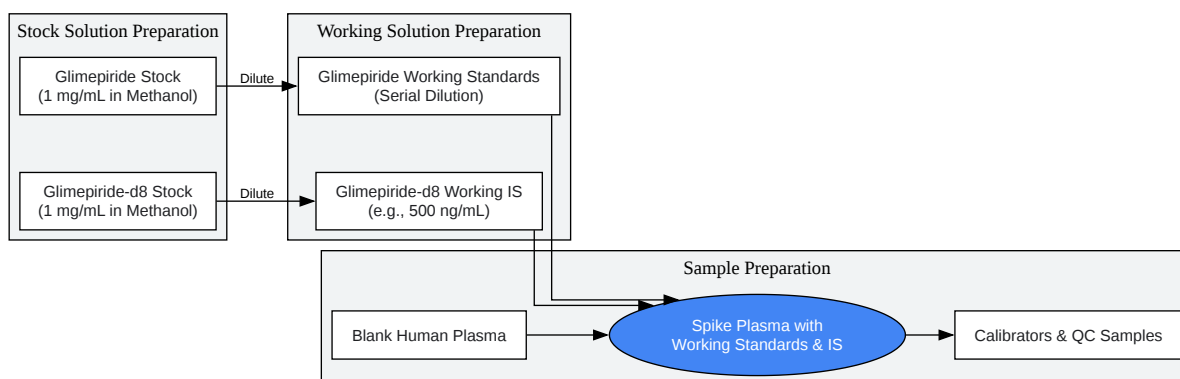 Stock Solution Preparation
Glimepiride Stock
(1 mg/mL in Methanol)
Dilute
Glimepiride-d8 Stock
(1 mg/mL in Methanol)
Dilute
Working Solution Preparation
Glimepiride Working Standards
(Serial Dilution)
Glimepiride-d8 Working IS
(e.g., 500 ng/mL)
Sample Preparation
Blank Human Plasma
Spike Plasma with
Working Standards & IS
Calibrators & QC Samples